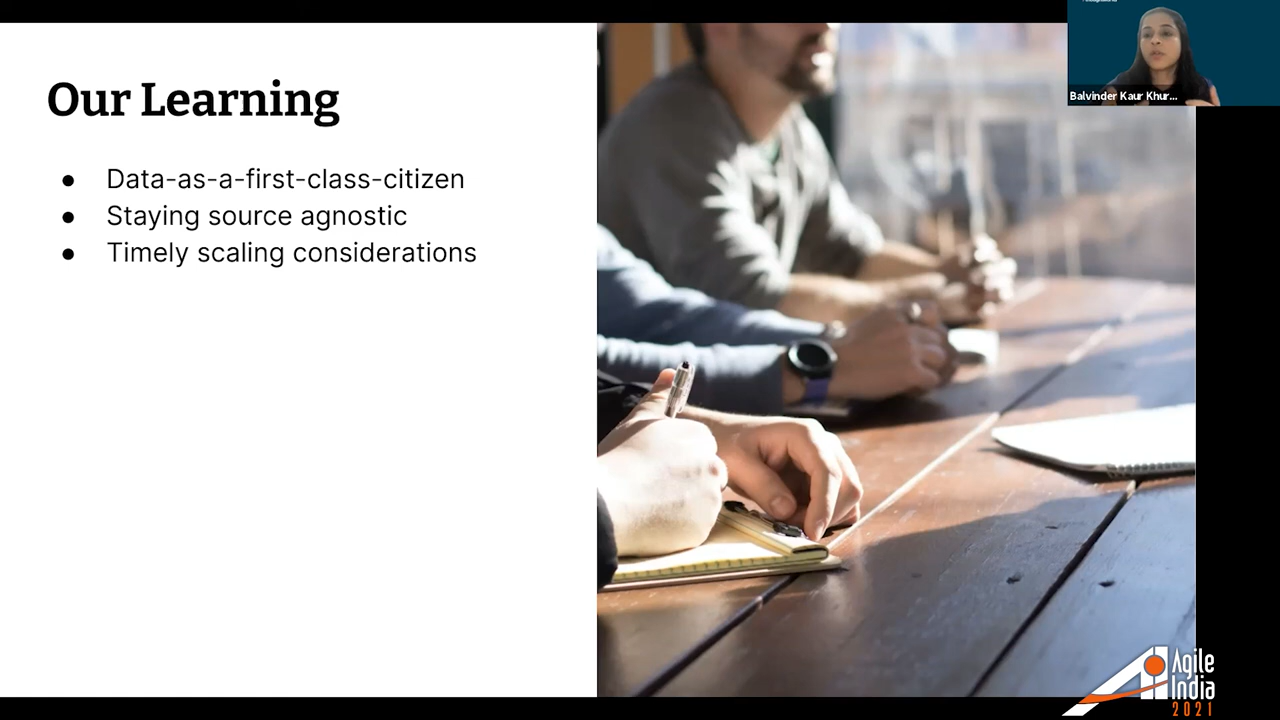 Our Learning
● Data-as-a-first-class-citizen
● Staying source agnostic
● Timely scaling considerations
Balvinder Kaur Khur...
Agile
India
2021